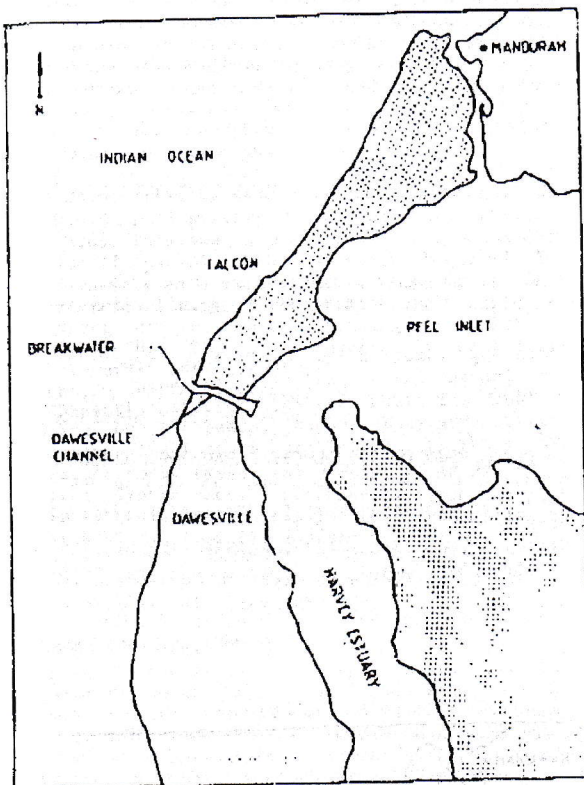 MANDURAH
N
INDIAN OCEAN
FALCON
PEEL INLET
BREAKWATER
DAWESVILLE
CHANNEL
DAWESVILLE
HARVEY ESTUARY